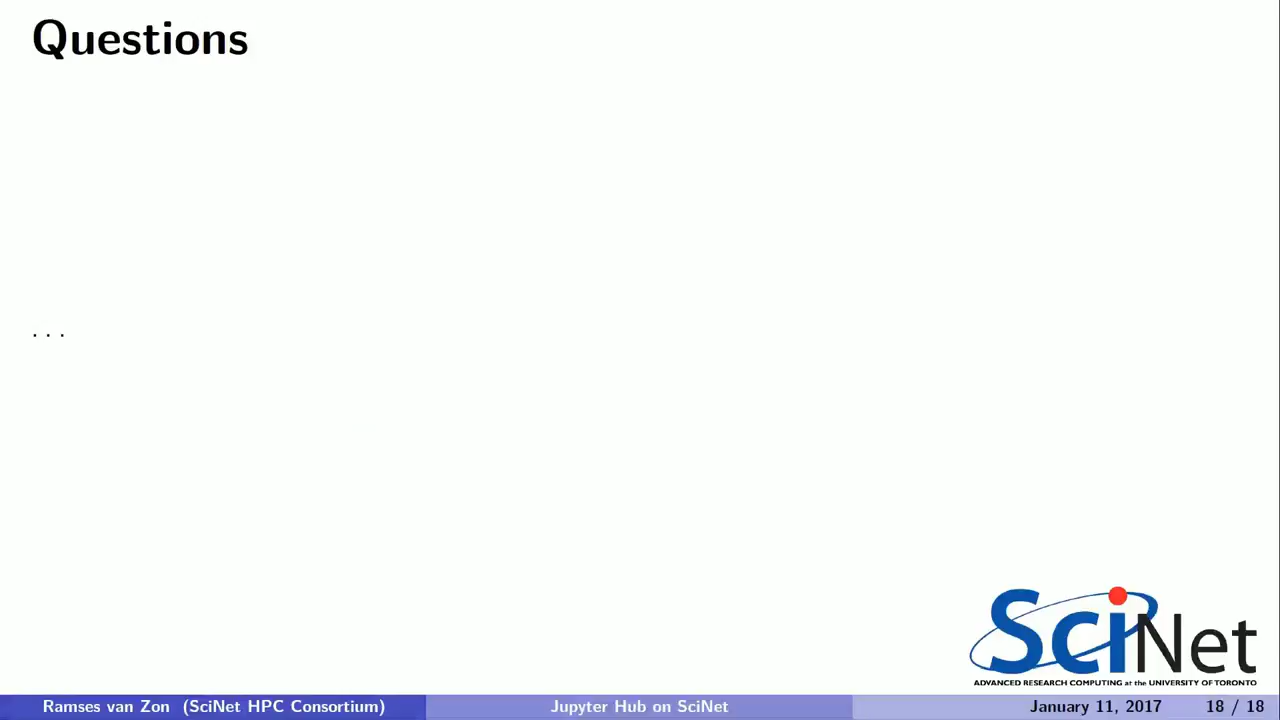 Questions
. . .
SciNet
ADVANCED RESEARCH COMPUTING at the UNIVERSITY OF TORONTO
Ramses van Zon (SciNet HPC Consortium)
Jupyter Hub on SciNet
January 11, 2017
18 / 18